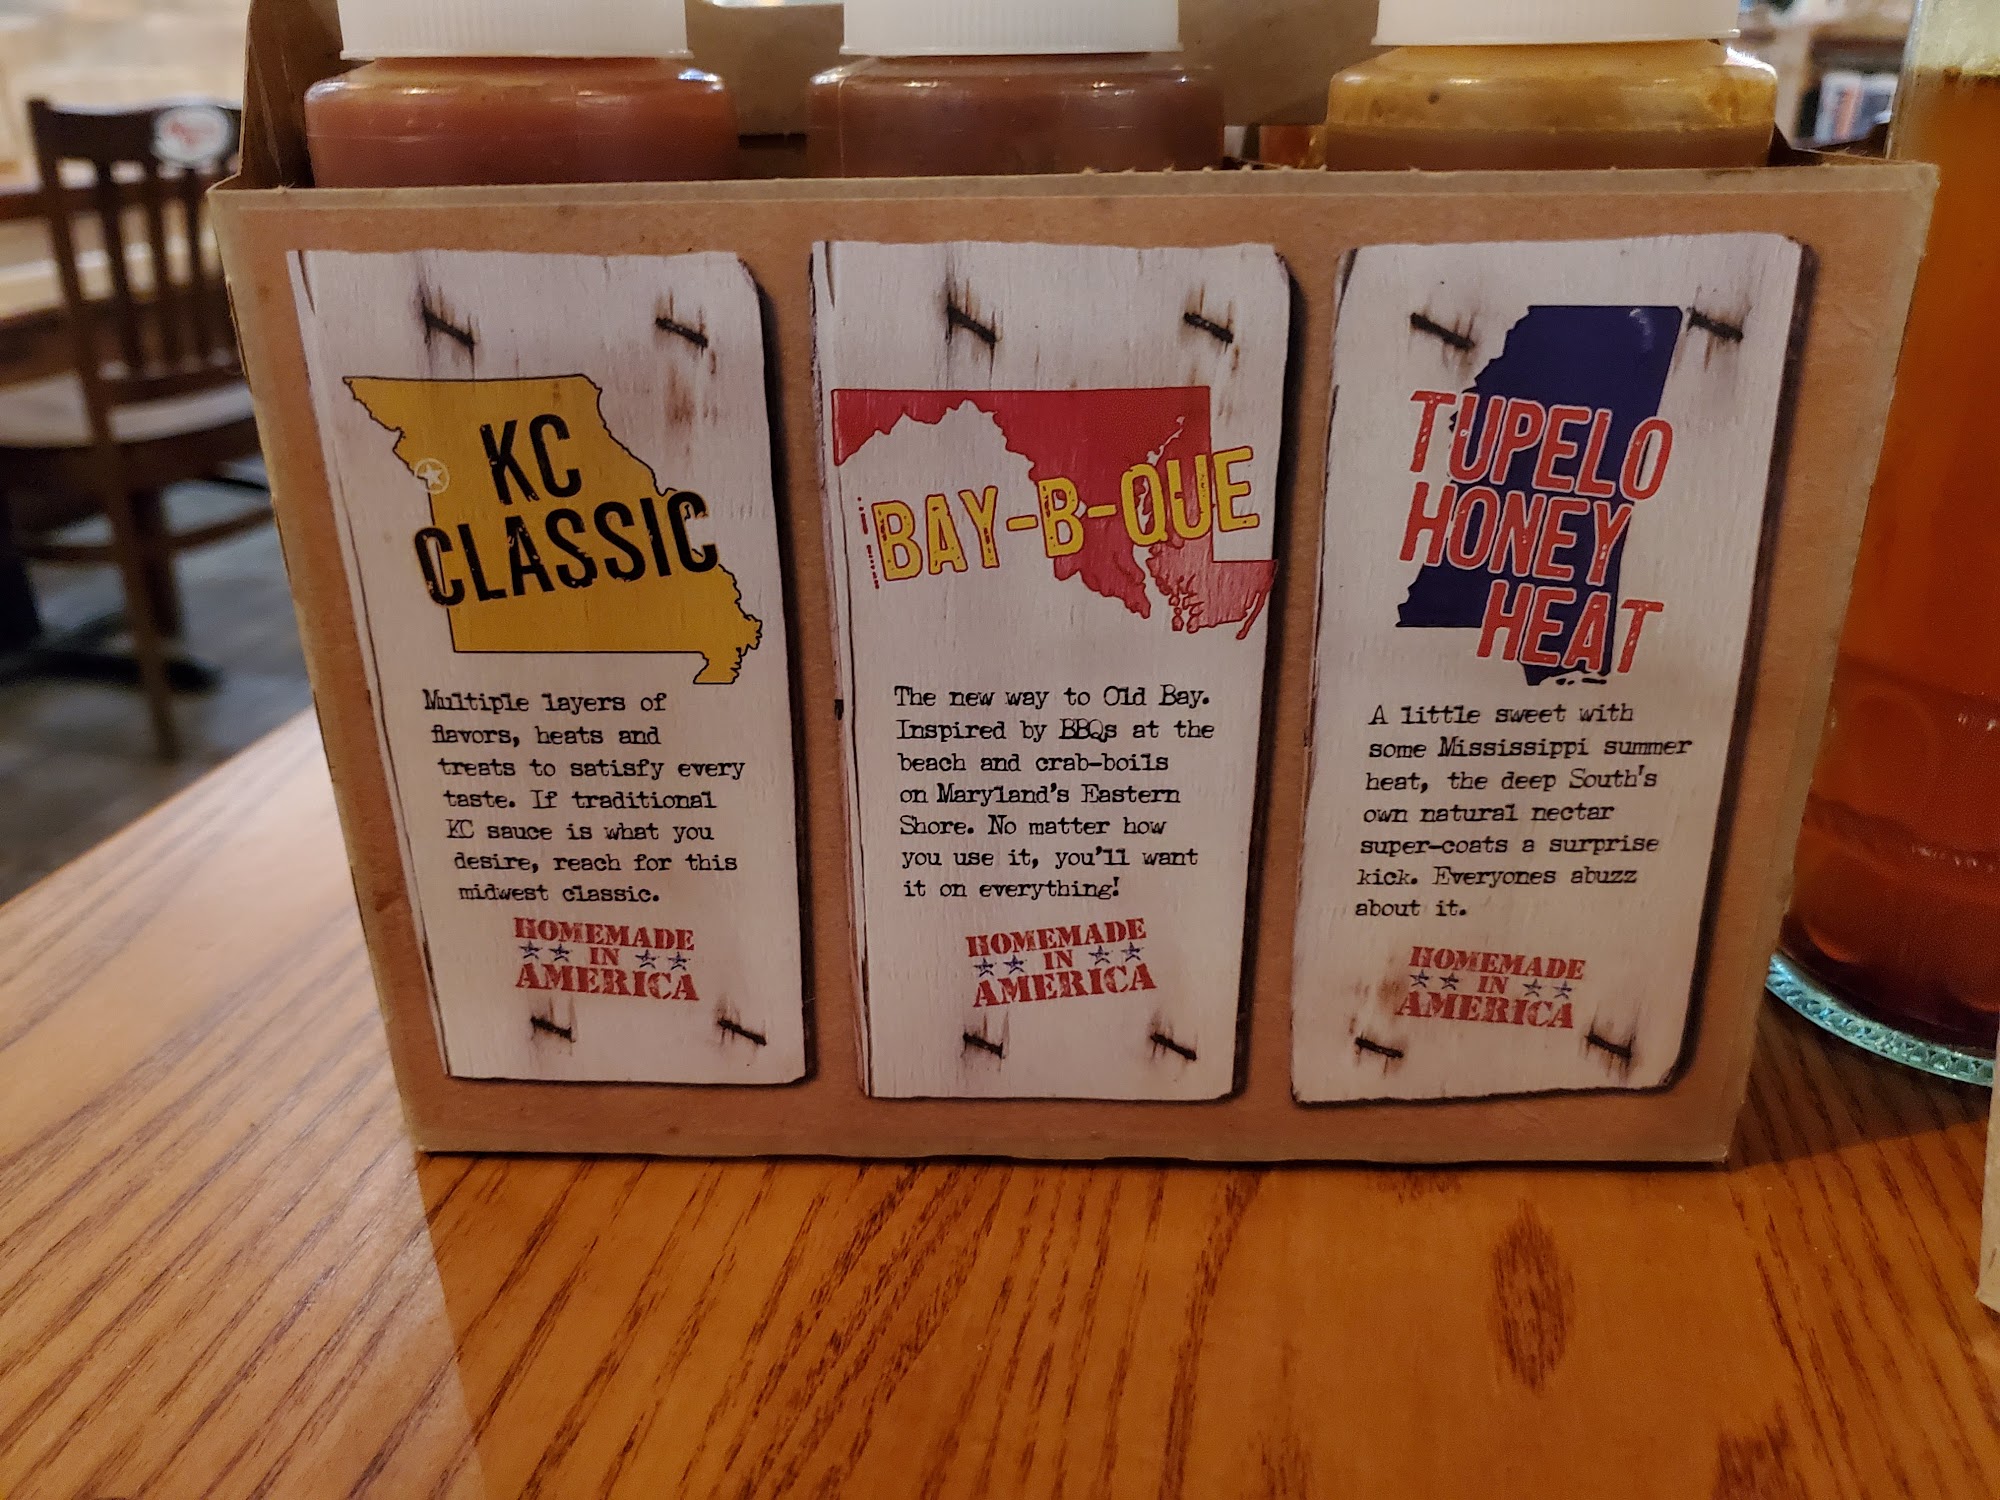 KC
CLASSIC
Multiple layers of
flavors, heats and
treats to satisfy every
taste. If traditional
KC sauce is what you
desire, reach for this
midwest classic.
HOMEMADE
IN
AMERICA
BAY-B-QUE
The new way to Old Bay.
Inspired by BBQs at the
beach and crab-boils
on Maryland's Eastern
Shore. No matter how
you use it, you'll want
it on everything!
HOMEMADE
IN
AMERICA
TUPELO
HONEY
HEAT
A little sweet with
some Mississippi summer
heat, the deep South's
own natural nectar
super-coats a surprise
kick. Everyones abuzz
about it.
HOMEMADE
IN
AMERICA